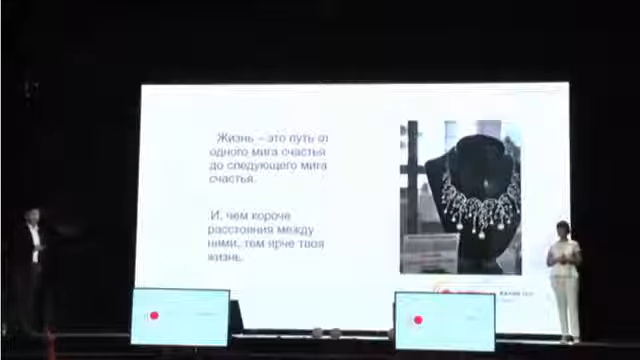 Жизнь – это путь от
одного мига счастья
до следующего мига
счастья.
И, чем короче
расстояния между
ними, тем ярче твоя
жизнь.